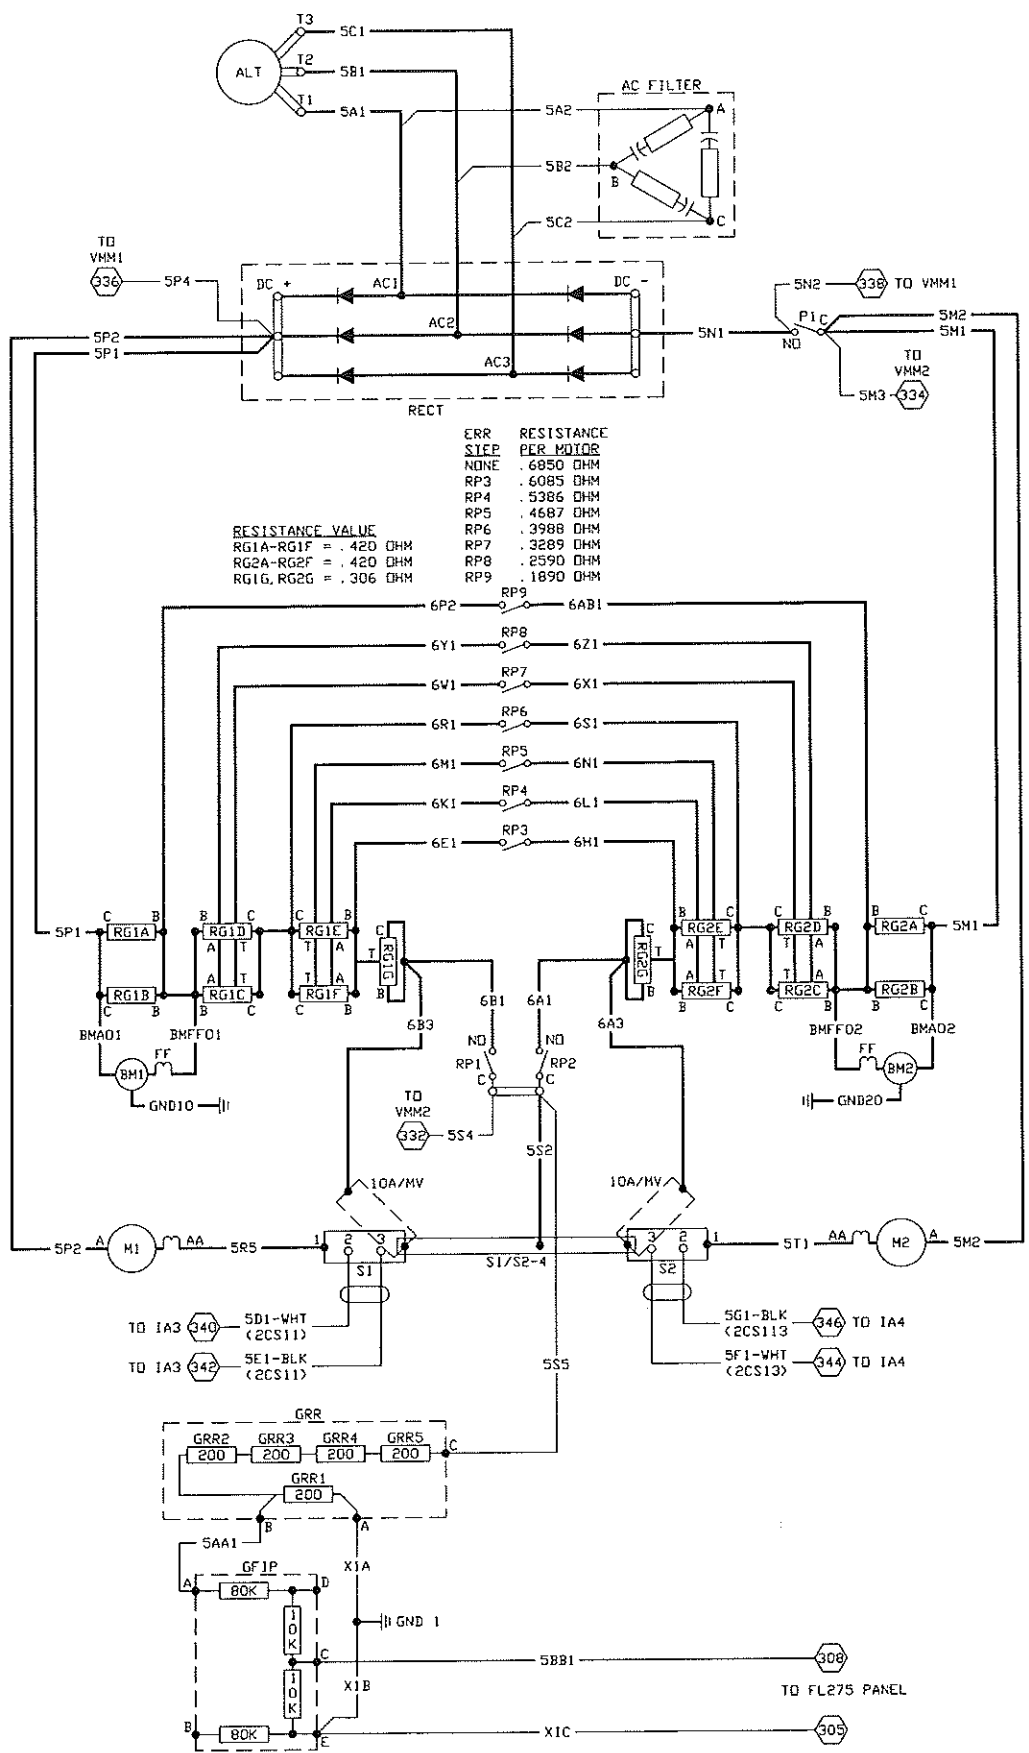 T3
5C1
ALT
T2
5B1
T1
5A1
5A2
AC FILTER
A
5B2
B
5C2
C
TO
VMM1
336
5P4
DC +
AC1
DC -
5N2
338 TO VMM1
AC2
5N1
P1 C
NO
5M2
5M1
5P2
5P1
AC3
TO
VMM2
5M3
334
RECT
ERR RESISTANCE
STEP PER MOTOR
NONE .6850 OHM
RP3 .6085 OHM
RP4 .5386 OHM
RP5 .4687 OHM
RP6 .3988 OHM
RP7 .3289 OHM
RP8 .2590 OHM
RP9 .1890 OHM
RESISTANCE VALUE
RG1A-RG1F = .420 OHM
RG2A-RG2F = .420 OHM
RG1G,RG2G = .306 OHM
6P2 RP9 6AB1
6Y1 RP8 6Z1
6W1 RP7 6X1
6R1 RP6 6S1
6M1 RP5 6N1
6K1 RP4 6L1
6E1 RP3 6H1
C B B C C B C C B B C B C
5P1 RG1A RG1D RG1E RG2E RG2D RG2A 5M1
A T T A T T A T T A
RG1G RG2G
A T T A A T T A
RG1B RG1C RG1F B B RG2F RG2C RG2B
C B B C C B B C C B B C
BMA01 BMFF01 6B3 6B1 6A1 6A3 BMFF02 BMA02
FF NO NO FF
BM1 RP1 RP2 BM2
C C
GND10 GND20
TO
VMM2
332
5S4
5S2
10A/MV 10A/MV
5P2 A M1 AA 5R5 1 2 3 3 2 1 5T1 AA M2 A 5M2
S1 S1/S2-4 S2
TO IA3 340 5D1-WHT
(2CS11)
5G1-BLK 346 TO IA4
(2CS113
TO IA3 342 5E1-BLK
(2CS11)
5F1-WHT 344 TO IA4
(2CS13)
5S5
GRR
GRR2 GRR3 GRR4 GRR5 C
200 200 200 200
GRR1
200
B A
5AA1
GFIP X1A
A 80K D
10K
GND 1
C 5BB1 308
10K
X1B
TO FL275 PANEL
B 80K E X1C 305